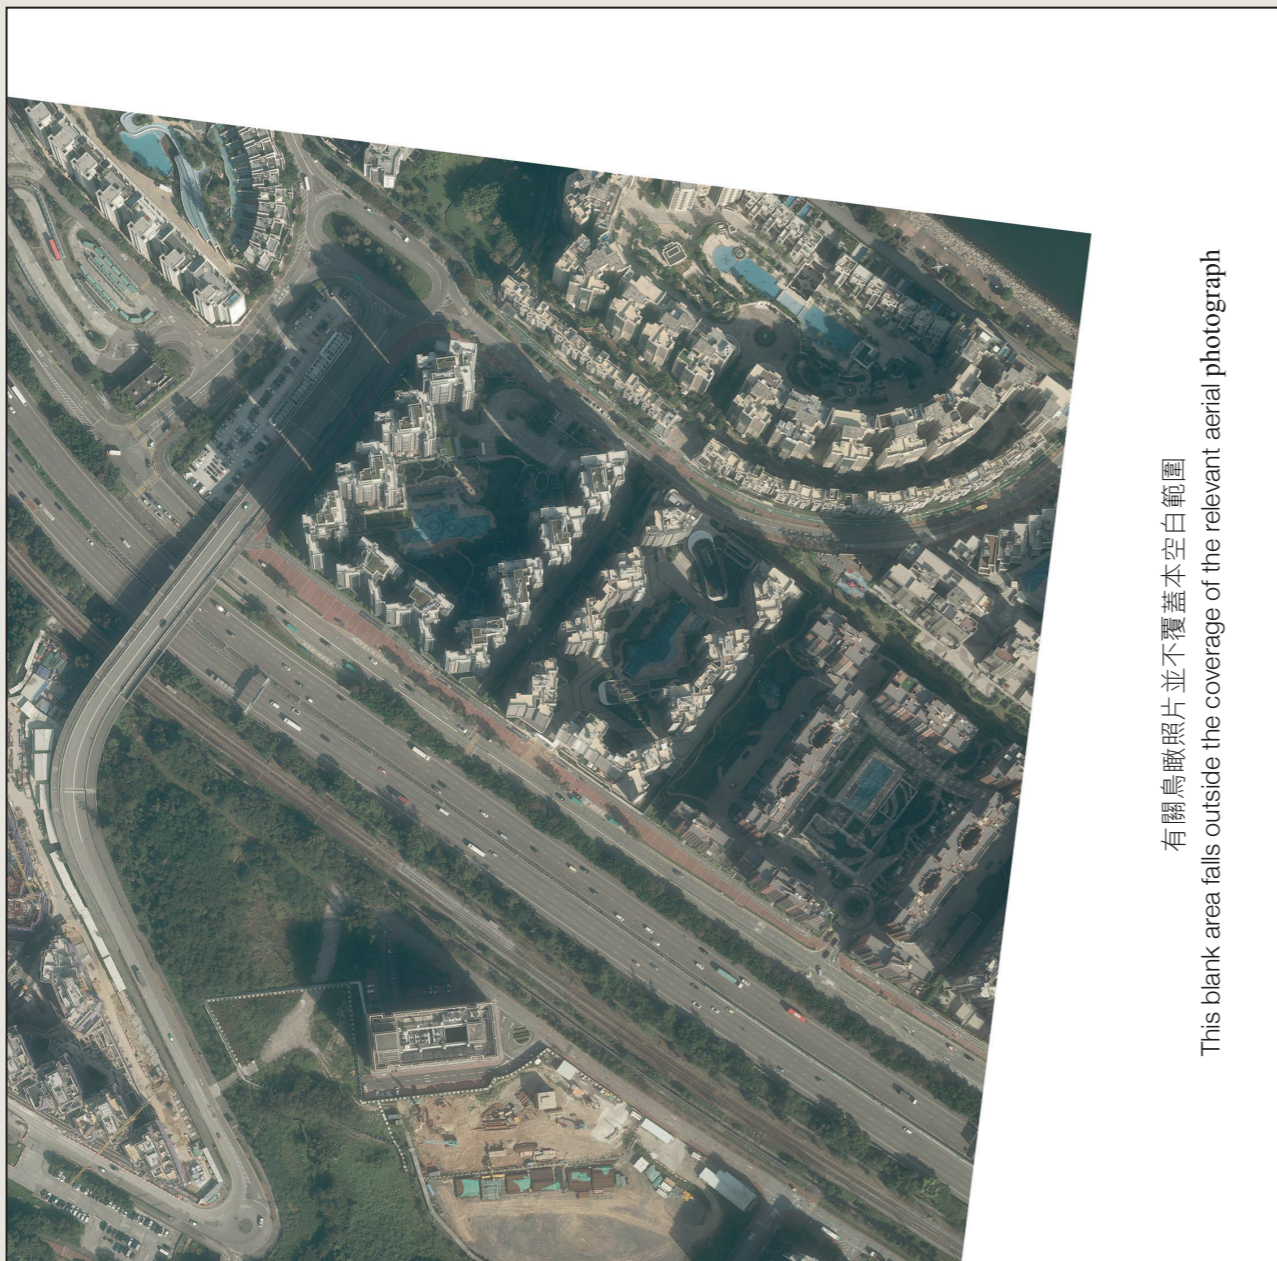 有關鳥瞰照片並不覆蓋本空白範圍
This blank area falls outside the coverage of the relevant aerial photograph